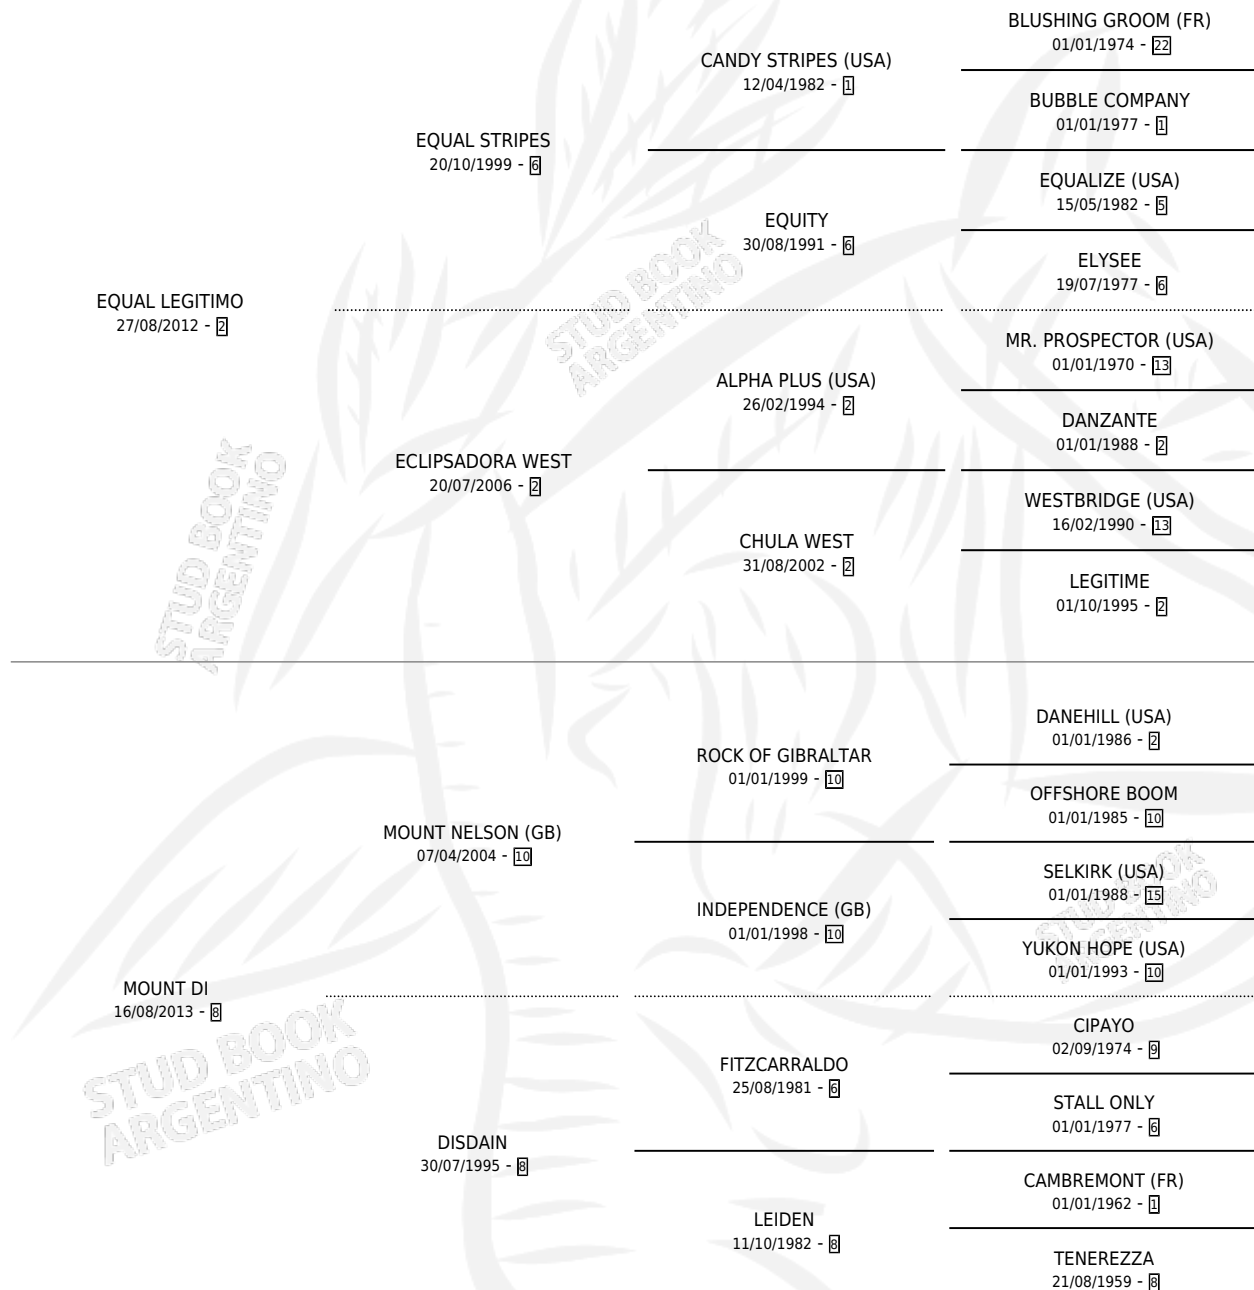 BLUSHING GROOM (FR)
01/01/1974 - 22
CANDY STRIPES (USA)
12/04/1982 - 1
BUBBLE COMPANY
01/01/1977 - 1
EQUAL STRIPES
20/10/1999 - 6
EQUALIZE (USA)
15/05/1982 - 5
EQUITY
30/08/1991 - 6
ELYSEE
19/07/1977 - 6
EQUAL LEGITIMO
27/08/2012 - 2
MR. PROSPECTOR (USA)
01/01/1970 - 13
ALPHA PLUS (USA)
26/02/1994 - 2
DANZANTE
01/01/1988 - 2
ECLIPSADORA WEST
20/07/2006 - 2
WESTBRIDGE (USA)
16/02/1990 - 13
CHULA WEST
31/08/2002 - 2
LEGITIME
01/10/1995 - 2
DANEHILL (USA)
01/01/1986 - 2
ROCK OF GIBRALTAR
01/01/1999 - 10
OFFSHORE BOOM
01/01/1985 - 10
MOUNT NELSON (GB)
07/04/2004 - 10
SELKIRK (USA)
01/01/1988 - 15
INDEPENDENCE (GB)
01/01/1998 - 10
YUKON HOPE (USA)
01/01/1993 - 10
MOUNT DI
16/08/2013 - 8
CIPAYO
02/09/1974 - 9
FITZCARRALDO
25/08/1981 - 6
STALL ONLY
01/01/1977 - 6
DISDAIN
30/07/1995 - 8
CAMBREMONT (FR)
01/01/1962 - 1
LEIDEN
11/10/1982 - 8
TENEREZZA
21/08/1959 - 8
STUD BOOK
ARGENTINO
STUD BOOK
ARGENTINO
STUD BOOK
ARGENTINO
STUD BOOK
ARGENTINO